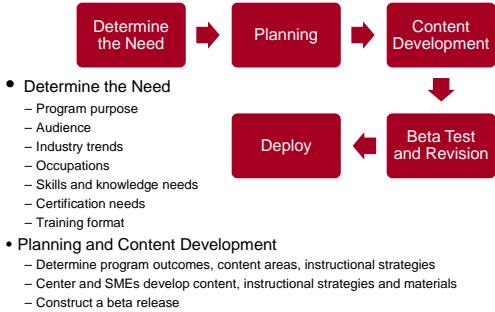 Determine
the Need
Planning
Content
Development
Beta Test
and Revision
Deploy
• Determine the Need
– Program purpose
– Audience
– Industry trends
– Occupations
– Skills and knowledge needs
– Certification needs
– Training format
• Planning and Content Development
– Determine program outcomes, content areas, instructional strategies
– Center and SMEs develop content, instructional strategies and materials
– Construct a beta release